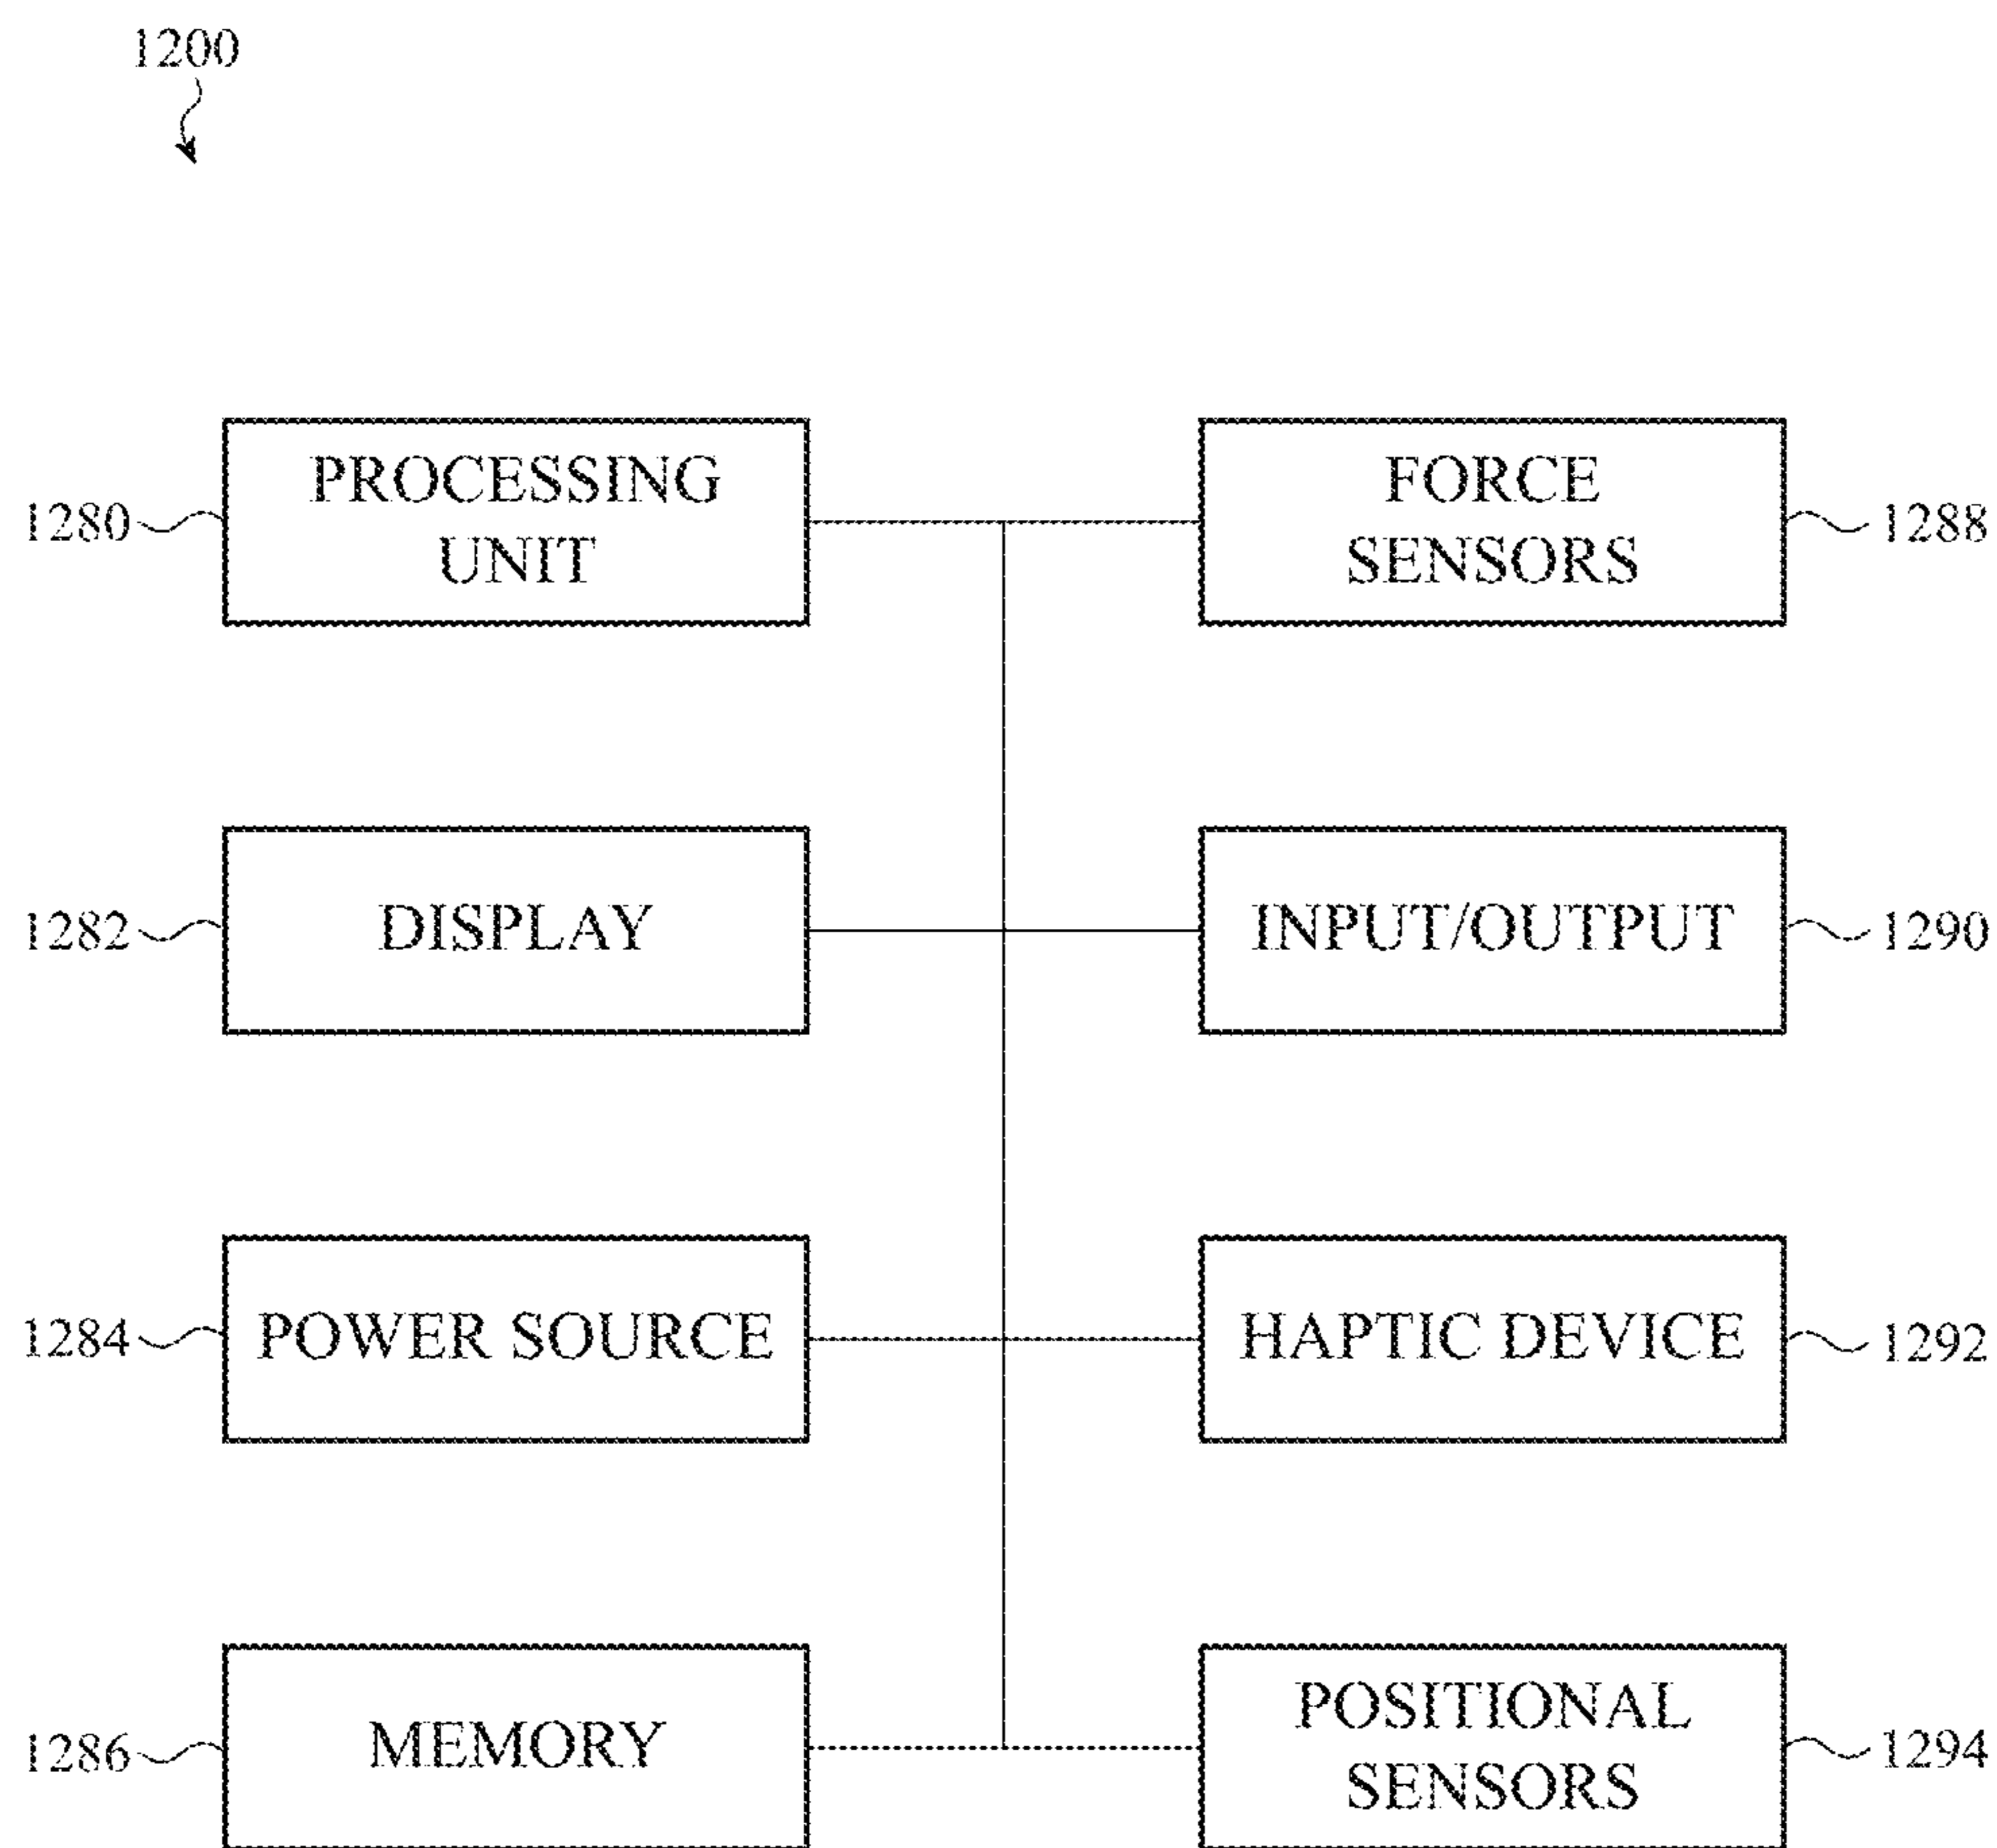 1200
1280
PROCESSING
UNIT
FORCE
SENSORS
1288
1282
DISPLAY
INPUT/OUTPUT
1290
1284
POWER SOURCE
HAPTIC DEVICE
1292
1286
MEMORY
POSITIONAL
SENSORS
1294